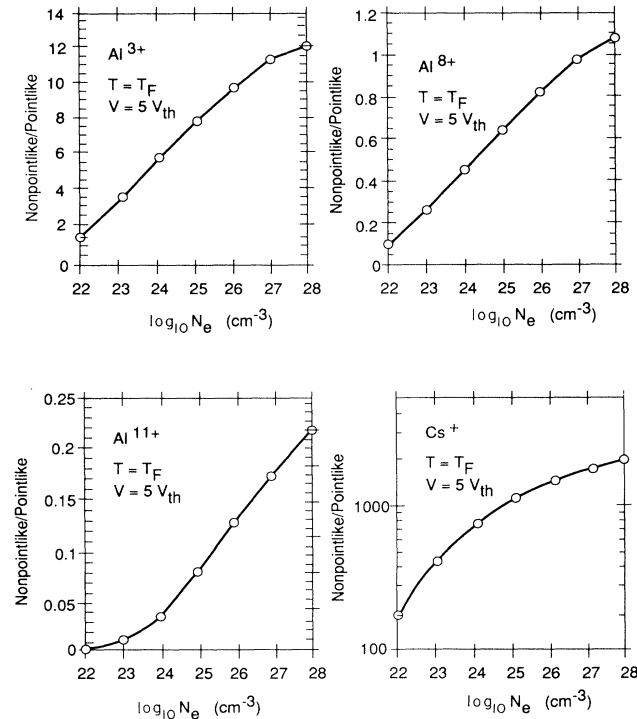 Nonpointlike/Pointlike
14
12
10
8
6
4
2
0
Al 3+
T = T_F
V = 5 V_th
22 23 24 25 26 27 28
log10 Ne (cm-3)
Nonpointlike/Pointlike
1.2
1
0.8
0.6
0.4
0.2
0
Al 8+
T = T_F
V = 5 V_th
22 23 24 25 26 27 28
log10 Ne (cm-3)
Nonpointlike/Pointlike
0.25
0.2
0.15
0.1
0.05
0
Al 11+
T = T_F
V = 5 V_th
22 23 24 25 26 27 28
log10 Ne (cm-3)
Nonpointlike/Pointlike
1000
100
Cs +
T = T_F
V = 5 V_th
22 23 24 25 26 27 28
log10 Ne (cm-3)